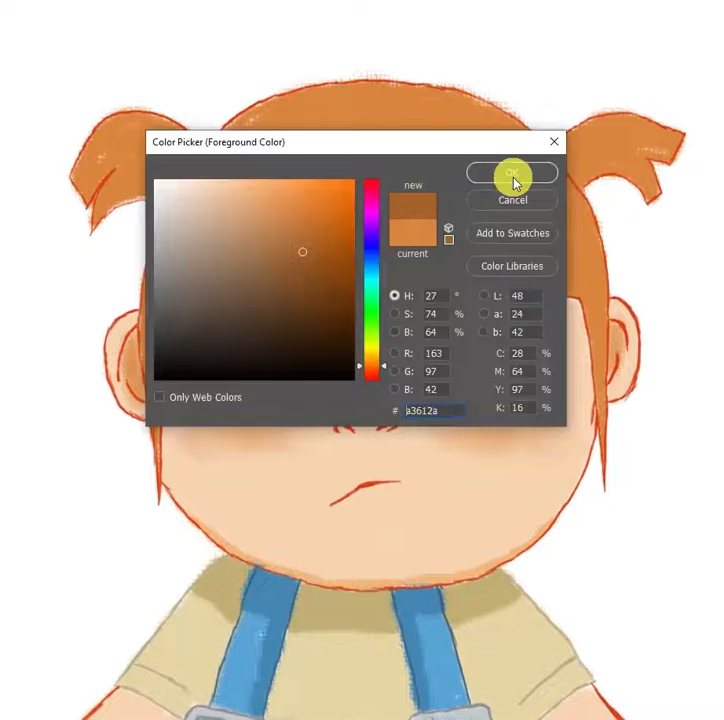 Color Picker (Foreground Color)
new
current
OK
Cancel
Add to Swatches
Color Libraries
H: 27 °
S: 74 %
B: 64 %
R: 163
G: 97
B: 42
# a3612a
L: 48
a: 24
b: 42
C: 28 %
M: 64 %
Y: 97 %
K: 16 %
Only Web Colors